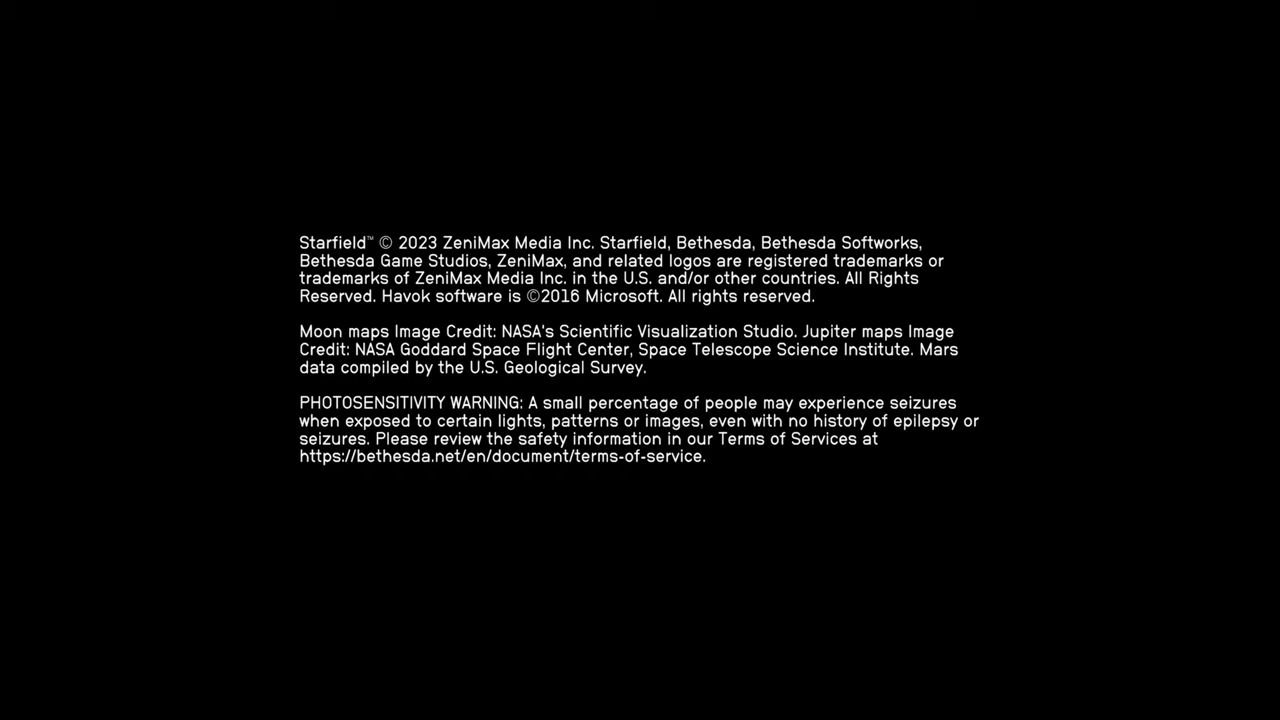 Starfield™ © 2023 ZeniMax Media Inc. Starfield, Bethesda, Bethesda Softworks,
Bethesda Game Studios, ZeniMax, and related logos are registered trademarks or
trademarks of ZeniMax Media Inc. in the U.S. and/or other countries. All Rights
Reserved. Havok software is ©2016 Microsoft. All rights reserved.
Moon maps Image Credit: NASA's Scientific Visualization Studio. Jupiter maps Image
Credit: NASA Goddard Space Flight Center, Space Telescope Science Institute. Mars
data compiled by the U.S. Geological Survey.
PHOTOSENSITIVITY WARNING: A small percentage of people may experience seizures
when exposed to certain lights, patterns or images, even with no history of epilepsy or
seizures. Please review the safety information in our Terms of Services at
https://bethesda.net/en/document/terms-of-service.